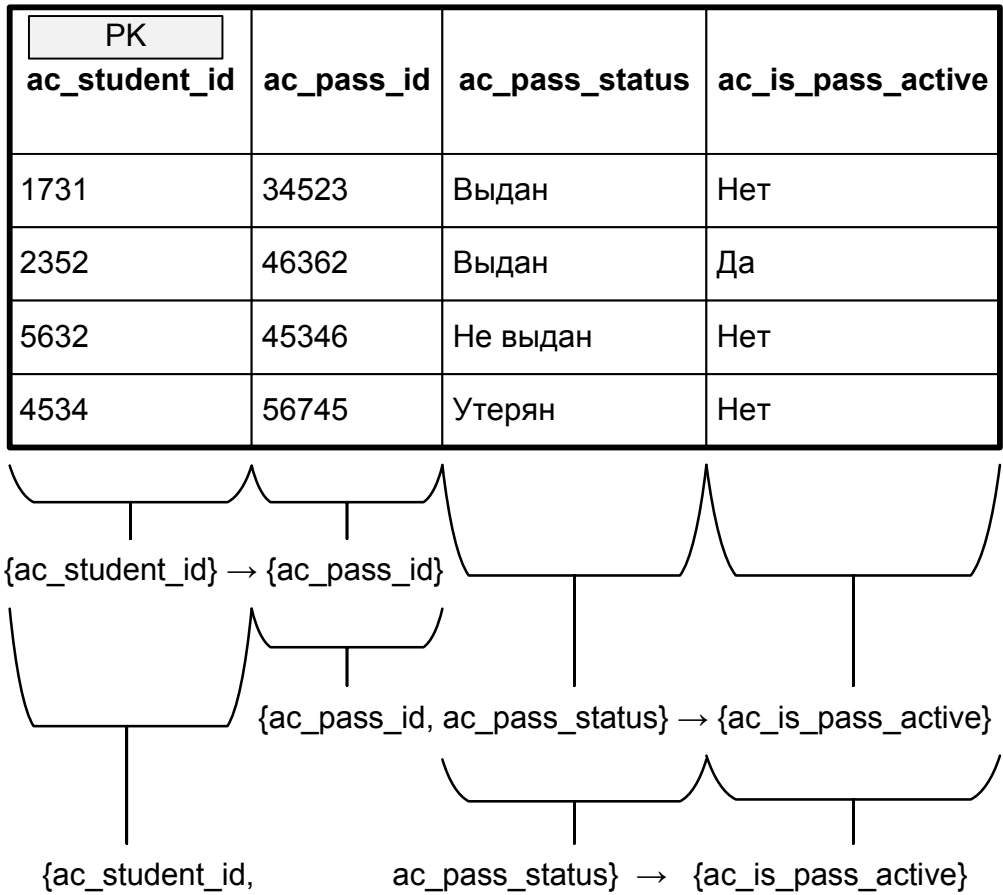 PK
ac_student_id ac_pass_id ac_pass_status ac_is_pass_active
1731 34523 Выдан Нет
2352 46362 Выдан Да
5632 45346 Не выдан Нет
4534 56745 Утерян Нет
{ac_student_id} → {ac_pass_id}
{ac_pass_id, ac_pass_status} → {ac_is_pass_active}
{ac_student_id, ac_pass_status} → {ac_is_pass_active}